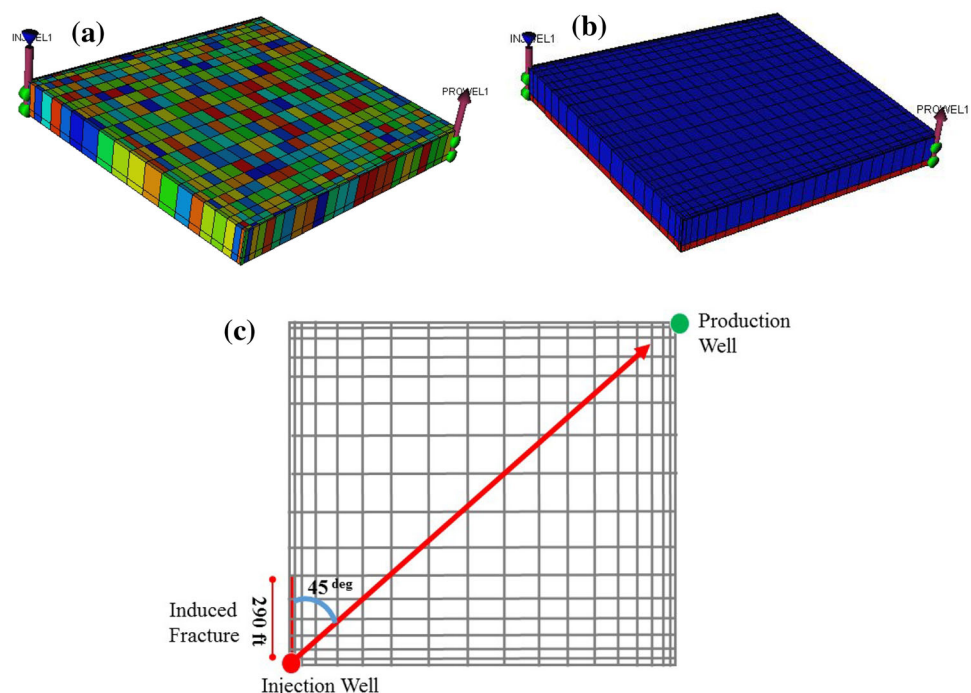 (a)
INJWEL1
PROWEL1
(b)
INJWEL1
PROWEL1
(c)
Production
Well
45 deg
290 ft
Induced
Fracture
Injection Well